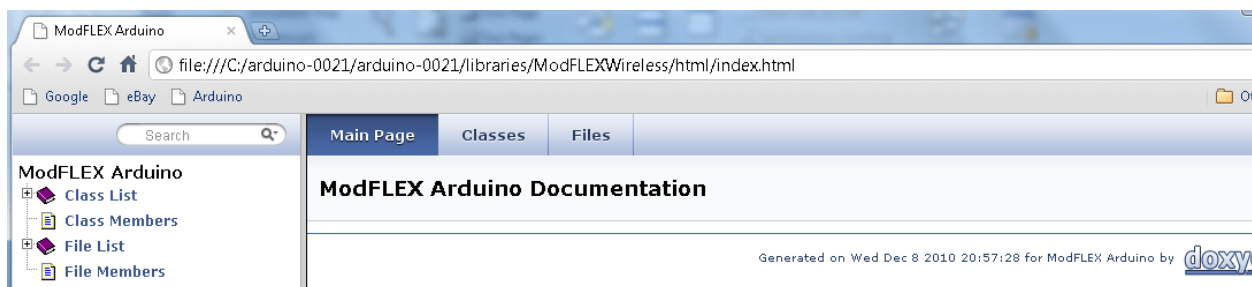 ModFLEX Arduino
file:///C:/arduino-0021/arduino-0021/libraries/ModFLEXWireless/html/index.html
Google eBay Arduino
Search
Main Page Classes Files
ModFLEX Arduino
Class List
Class Members
File List
File Members
ModFLEX Arduino Documentation
Generated on Wed Dec 8 2010 20:57:28 for ModFLEX Arduino by